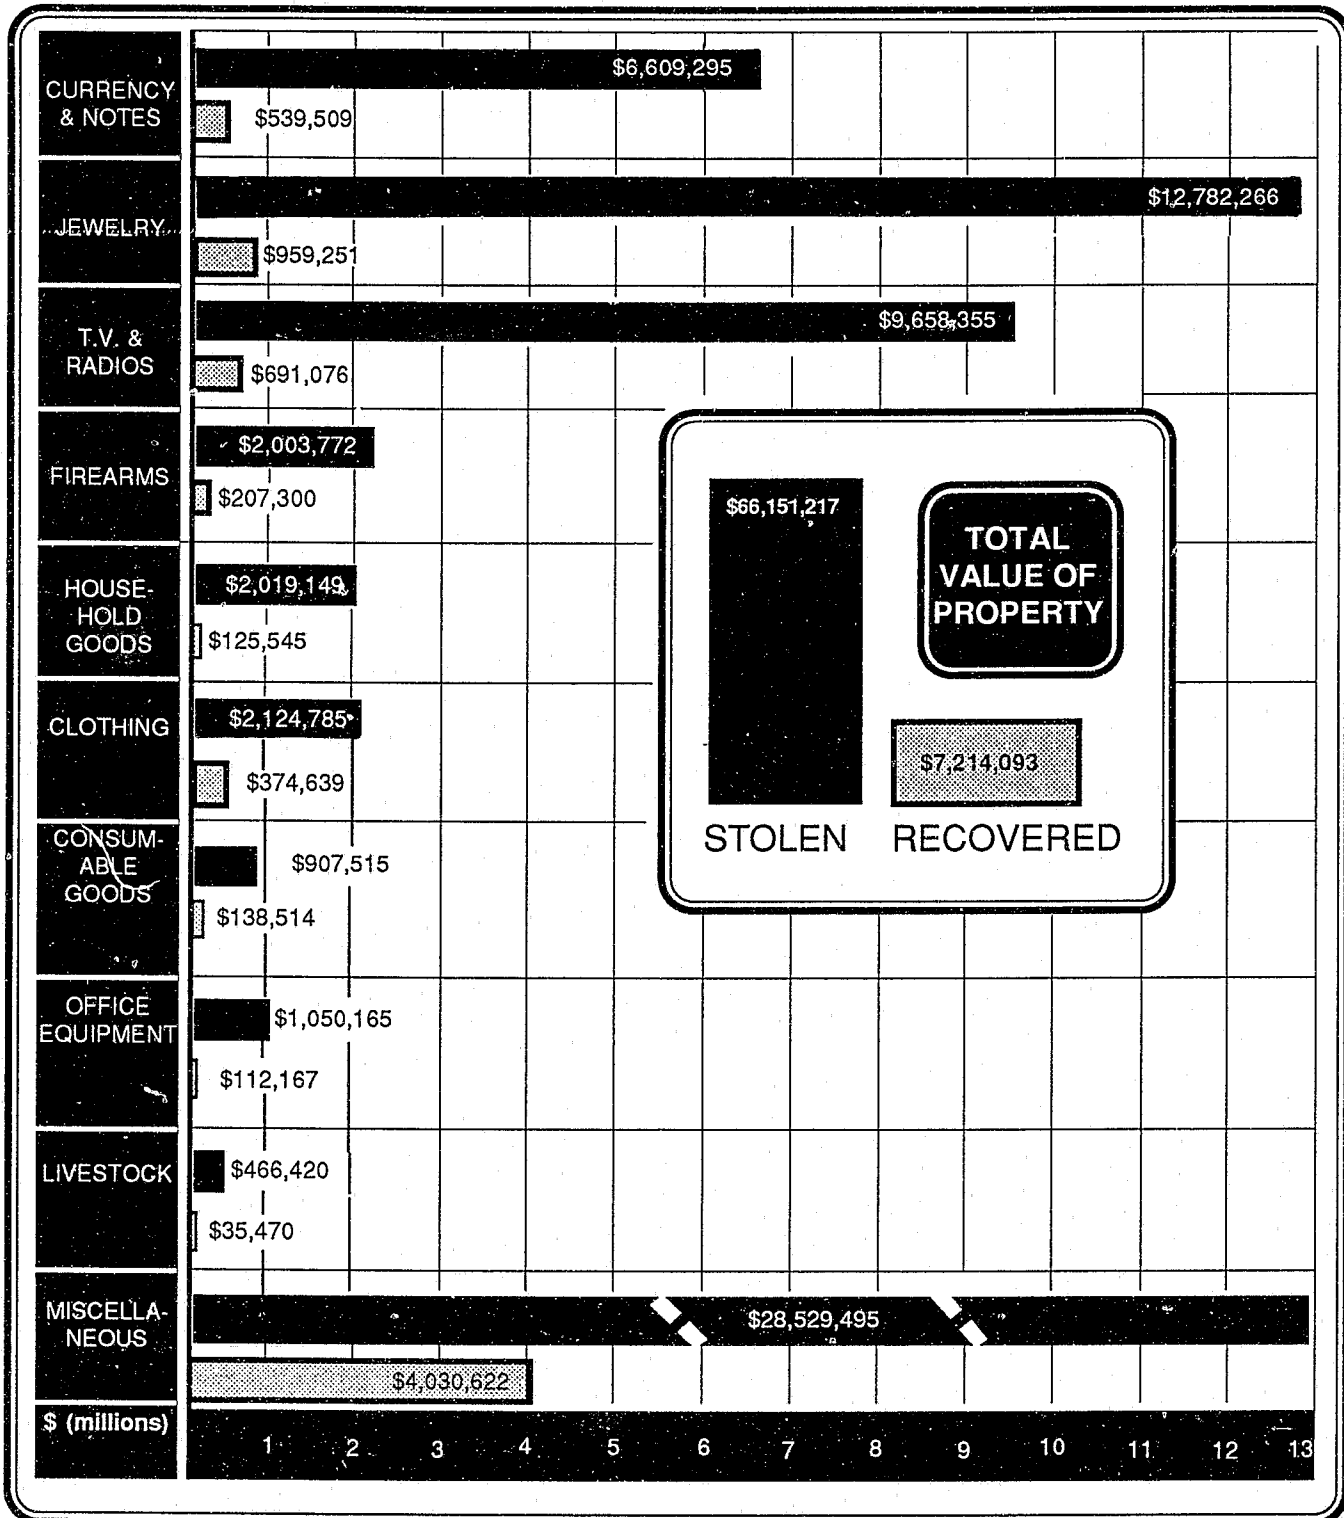 CURRENCY
& NOTES
$6,609,295
$539,509
JEWELRY
$12,782,266
$959,251
T.V. &
RADIOS
$9,658,355
$691,076
FIREARMS
$2,003,772
$207,300
HOUSE-
HOLD
GOODS
$2,019,149
$125,545
CLOTHING
$2,124,785
$374,639
CONSUM-
ABLE
GOODS
$907,515
$138,514
OFFICE
EQUIPMENT
$1,050,165
$112,167
LIVESTOCK
$466,420
$35,470
MISCELLA-
NEOUS
$28,529,495
$4,030,622
$ (millions)
1 2 3 4 5 6 7 8 9 10 11 12 13
TOTAL
VALUE OF
PROPERTY
$66,151,217
$7,214,093
STOLEN RECOVERED